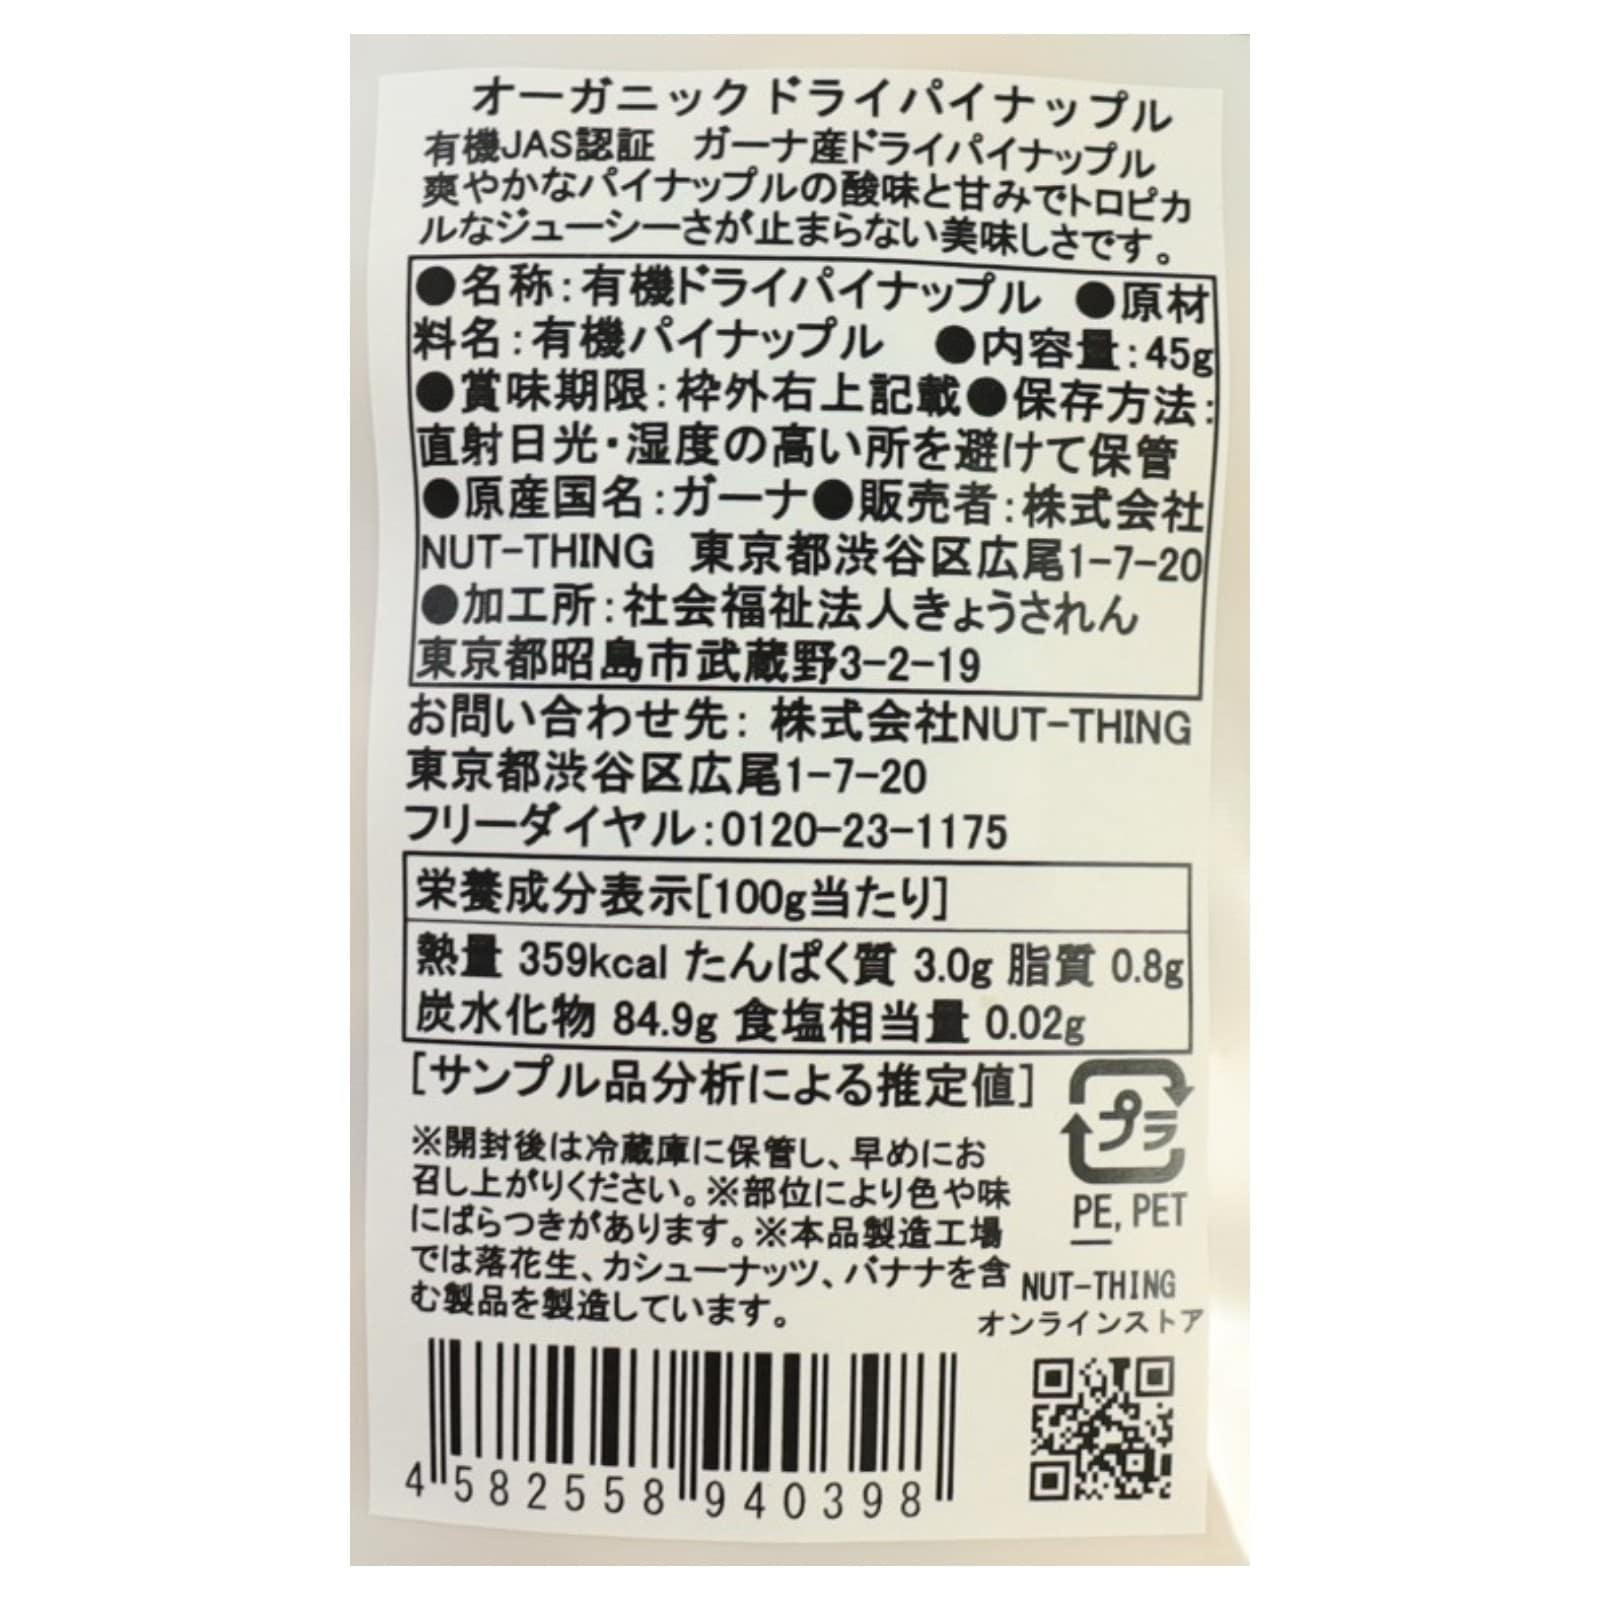 オーガニックドライパイナップル
有機JAS認証　ガーナ産ドライパイナップル
爽やかなパイナップルの酸味と甘みでトロピカ
ルなジューシーさが止まらない美味しさです。
●名称：有機ドライパイナップル　●原材
料名：有機パイナップル　●内容量：45g
●賞味期限：枠外右上記載●保存方法：
直射日光・湿度の高い所を避けて保管
●原産国名：ガーナ●販売者：株式会社
NUT-THING　東京都渋谷区広尾1-7-20
●加工所：社会福祉法人きょうされん
東京都昭島市武蔵野3-2-19
お問い合わせ先：株式会社NUT-THING
東京都渋谷区広尾1-7-20
フリーダイヤル：0120-23-1175
栄養成分表示[100g当たり]
熱量 359kcal たんぱく質 3.0g 脂質 0.8g
炭水化物 84.9g 食塩相当量 0.02g
[サンプル品分析による推定値]
プラ
PE, PET
※開封後は冷蔵庫に保管し、早めにお
召し上がりください。※部位により色や味
にばらつきがあります。※本品製造工場
では落花生、カシューナッツ、バナナを含
む製品を製造しています。
NUT-THING
オンラインストア
4 582558 940398